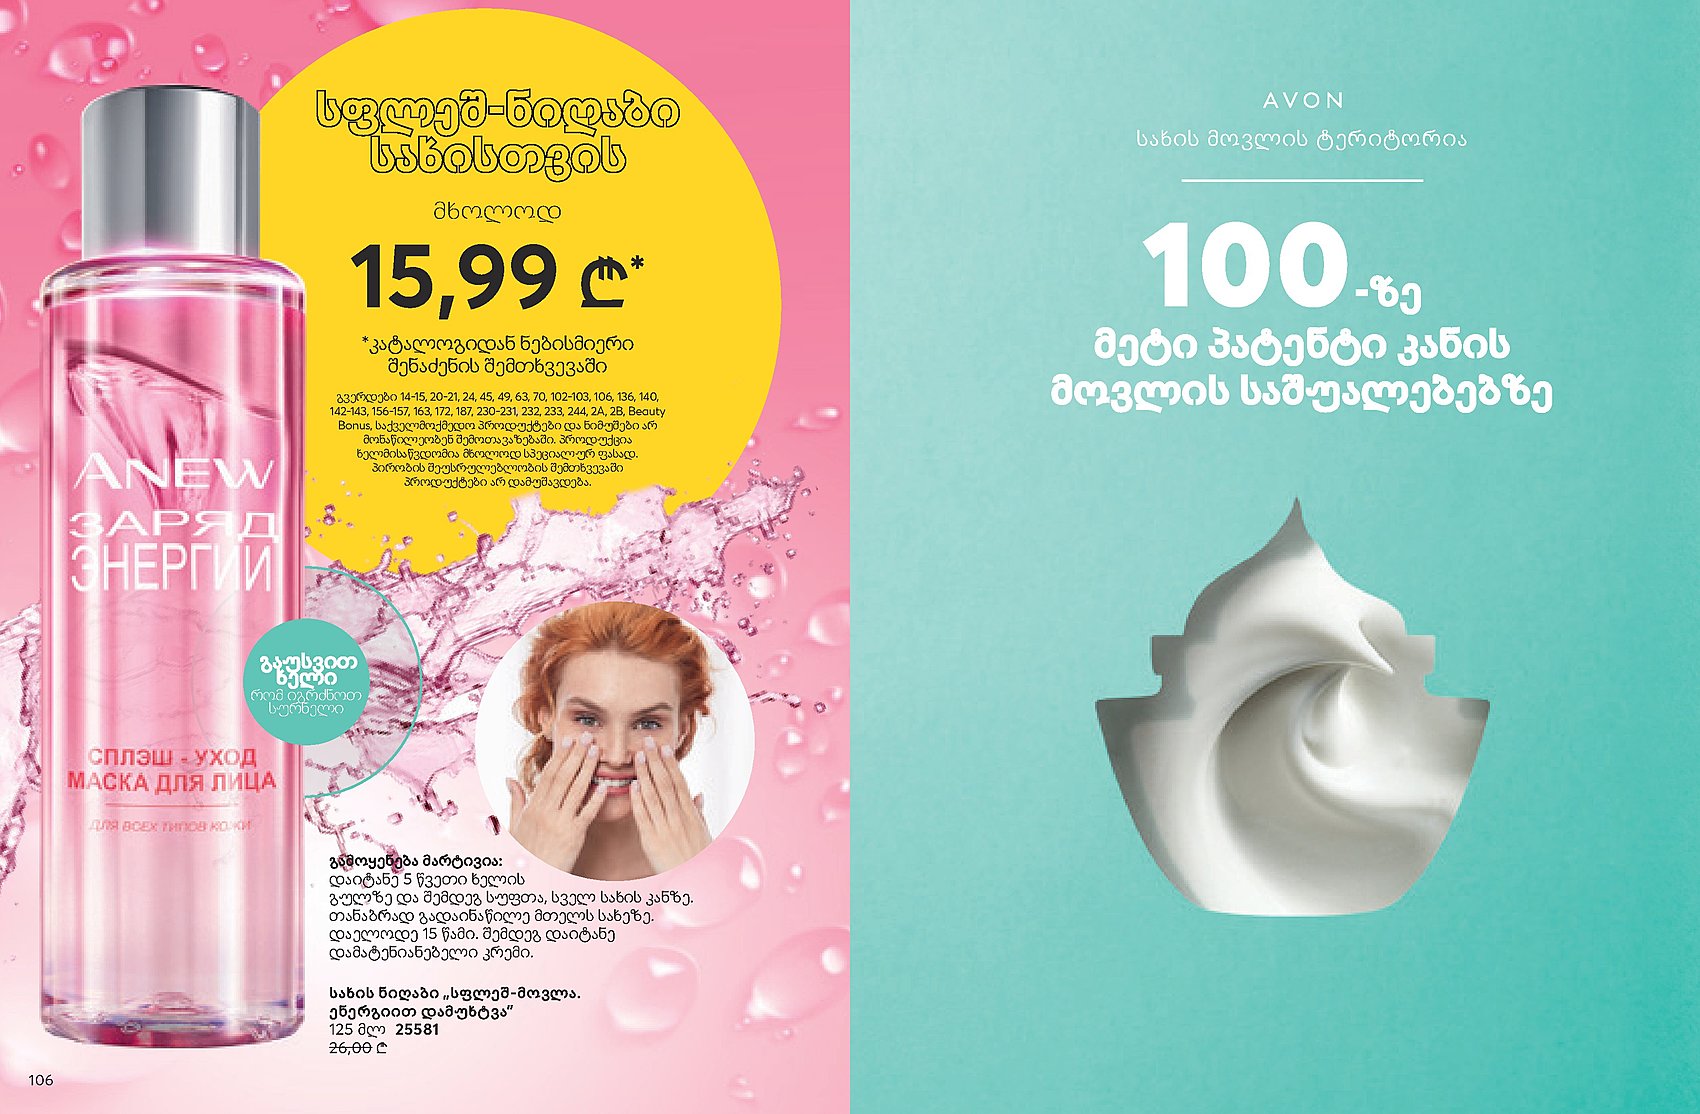 სფლეშ-ნიღაბი
სახისთვის
მხოლოდ
15,99 ₾*
*კატალოგიდან ნებისმიერი
შენაძენის შემთხვევაში
გვერდები 14-15, 20-21, 24, 45, 49, 63, 70, 102-103, 106, 136, 140,
142-143, 156-157, 163, 172, 187, 230-231, 232, 233, 244, 2A, 2B, Beauty
Bonus, საქველმოქმედო პროდუქტები და ნიმუშები არ
მონაწილეობენ შემოთავაზებაში. პროდუქცია
ხელმისაწვდომია მხოლოდ სპეციალურ ფასად.
პირობის შეუსრულებლობის შემთხვევაში
პროდუქტები არ დამუშავდება.
ANEW
ЗАРЯД
ЭНЕРГИИ
გაუსვით
ხელი
რომ იგრძნოთ
სურნელი
СПЛЭШ - УХОД
МАСКА ДЛЯ ЛИЦА
ДЛЯ ВСЕХ ТИПОВ КОЖИ
გამოყენება მარტივია:
დაიტანე 5 წვეთი ხელის
გულზე და შემდეგ სუფთა, სველ სახის კანზე.
თანაბრად გადაინაწილე მთელს სახეზე.
დაელოდე 15 წამი. შემდეგ დაიტანე
დამატენიანებელი კრემი.
სახის ნიღაბი „სფლეშ-მოვლა.
ენერგიით დამუხტვა“
125 მლ 25581
26,00 ₾
106
AVON
სახის მოვლის ტერიტორია
100-ზე
მეტი პატენტი კანის
მოვლის საშუალებებზე